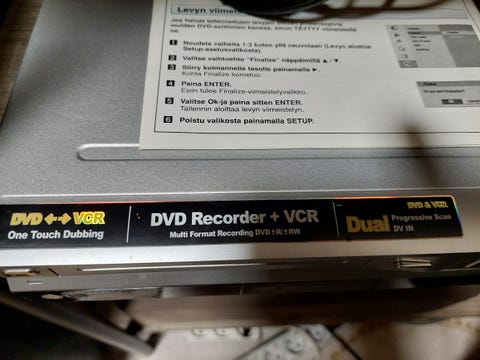 Levyn viimeistely
Jos haluat tallennettujen levyjen
muiden DVD-soittimien kanssa, sinun TÄYTYY viimeistellä
ne.
1 Noudata vaiheita 1-3 kuten yllä neuvotaan (Levyn alustus
Setup-asetusvalikosta).
2 Valitse vaihtoehto "Finalize" näppäimillä ▲ / ▼.
3 Siirry kolmannelle tasolle painamalla ►.
Kohta Finalize korostuu.
4 Paina ENTER.
Esiin tulee Finalize-viimeistelyvalikko.
5 Valitse Ok-ja paina sitten ENTER.
Tallennin aloittaa levyn viimeistelyn.
6 Poistu valikosta painamalla SETUP.
DVD ↔ VCR
One Touch Dubbing
DVD Recorder + VCR
Multi Format Recording DVD±R/±RW
Dual
DVD & VCR
Progressive Scan
DV IN